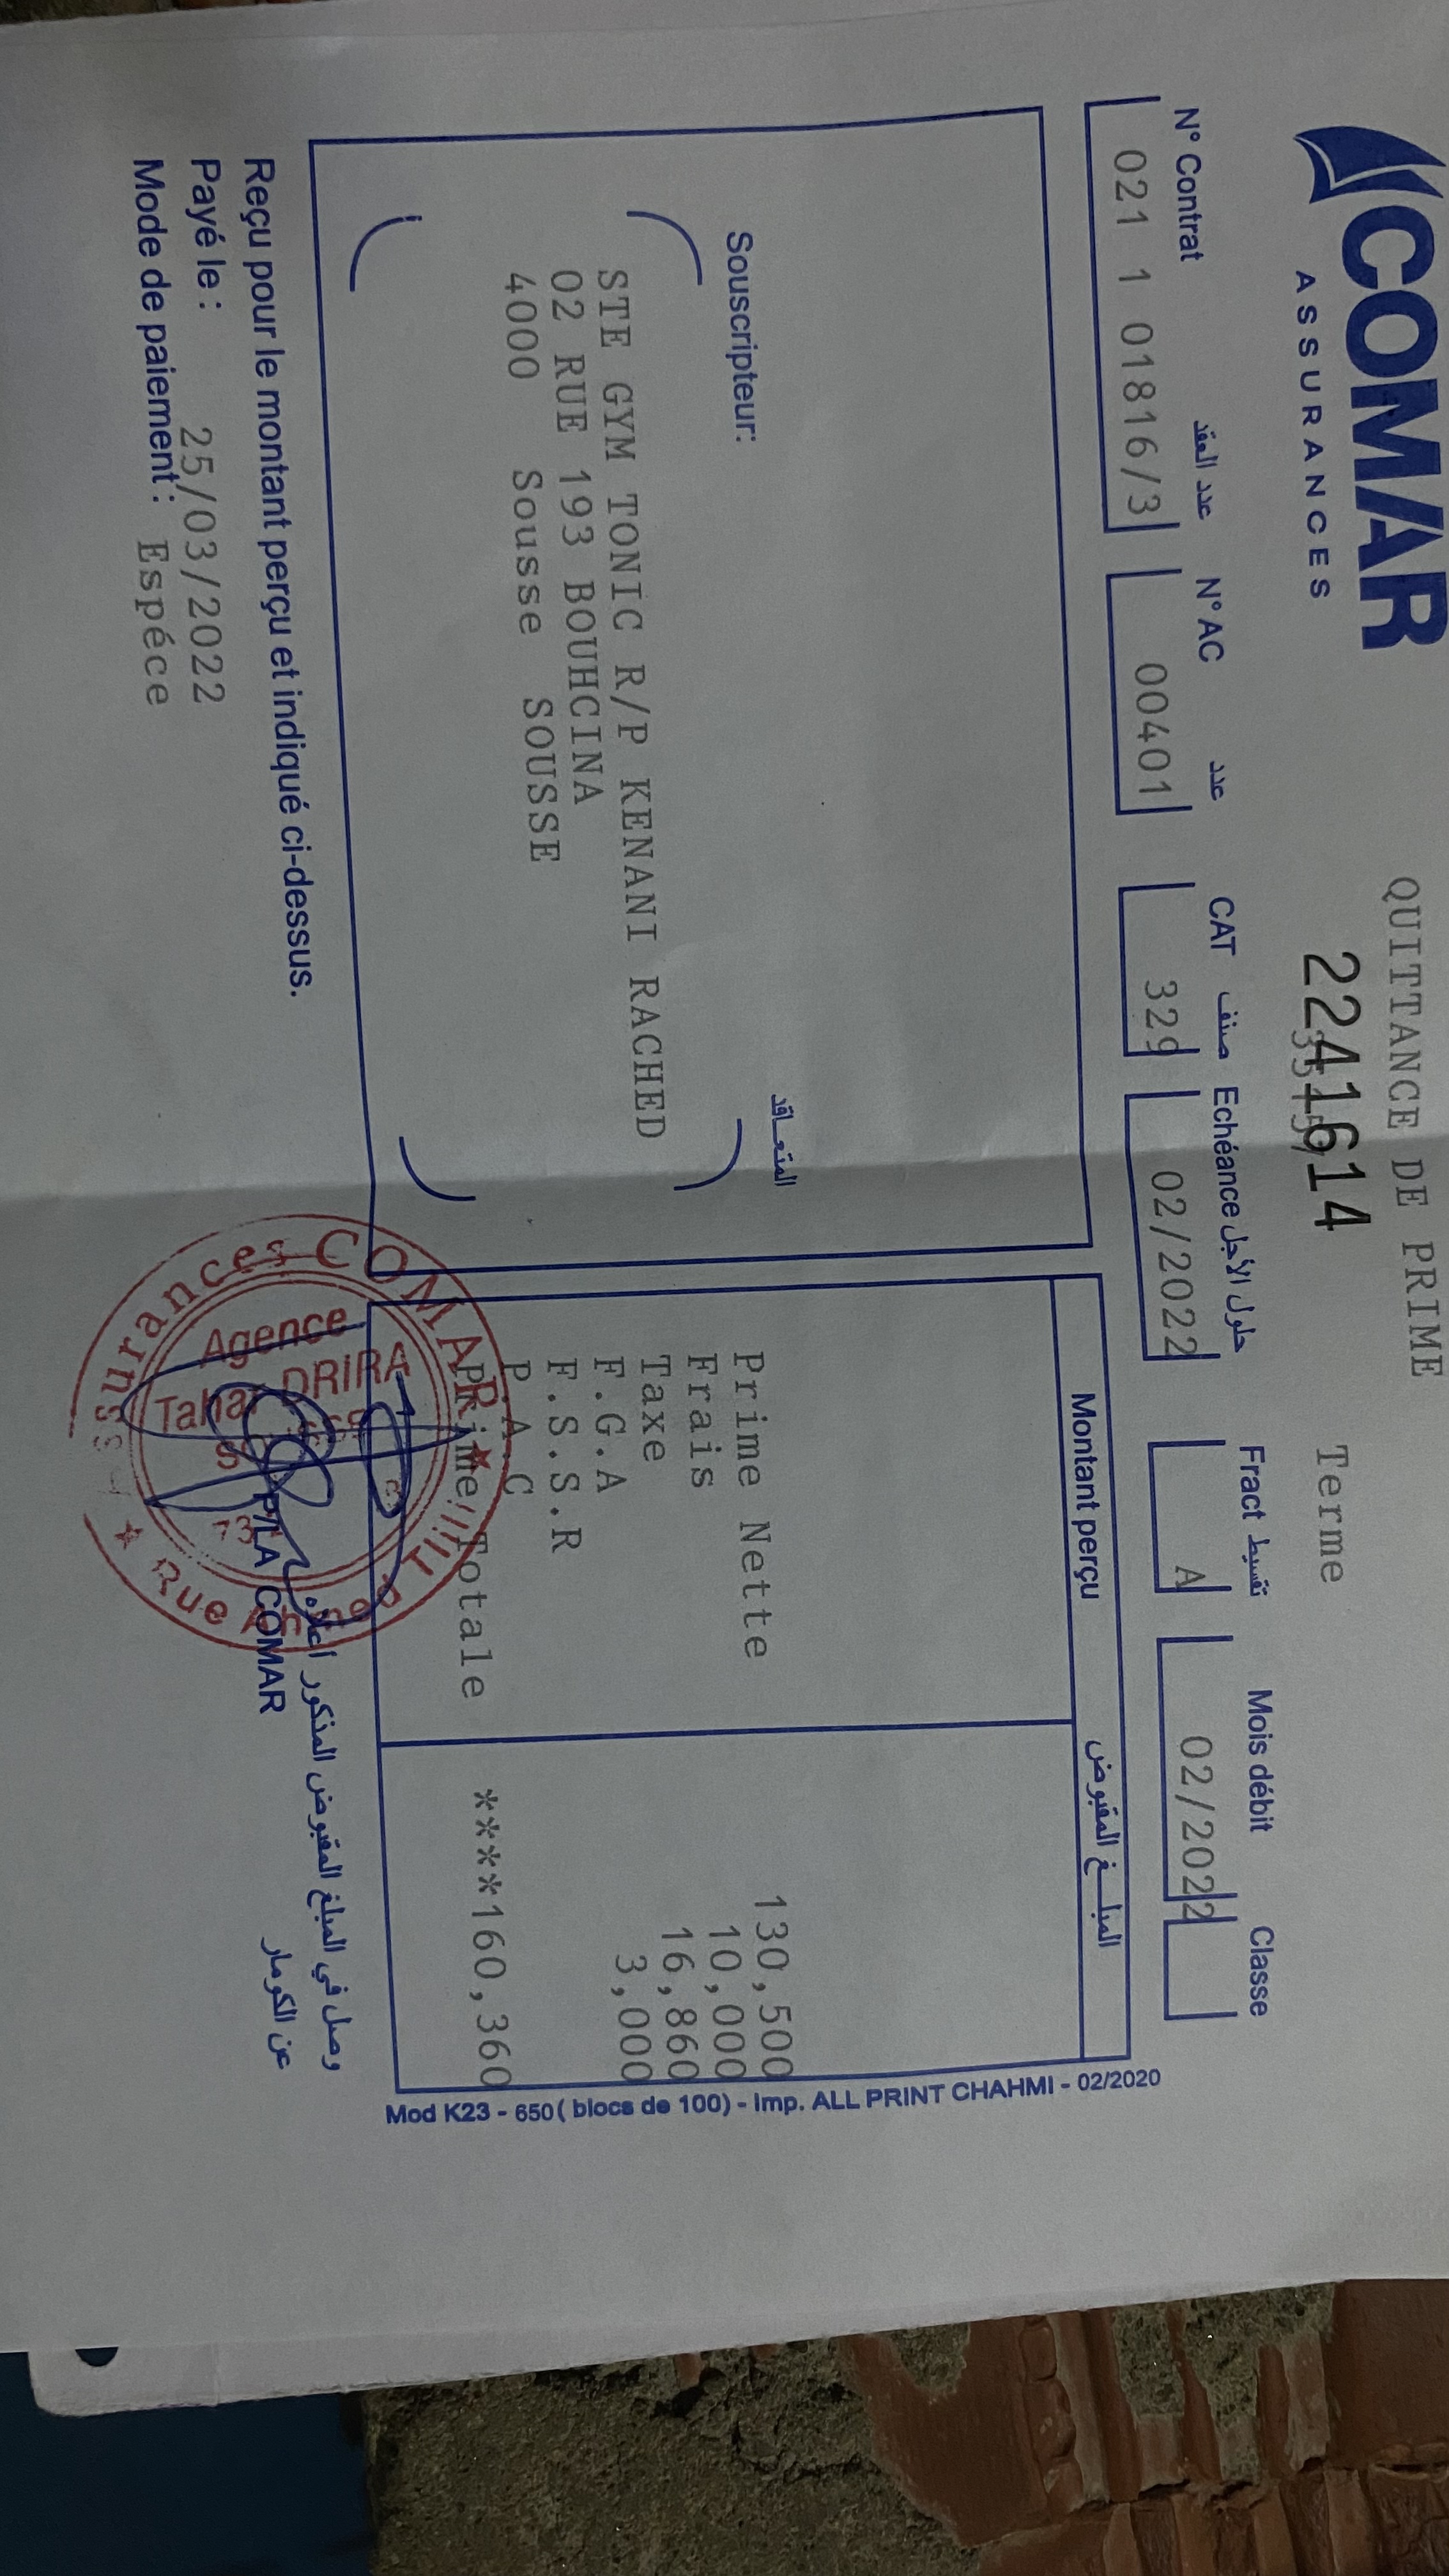 COMAR
ASSURANCES
QUITTANCE DE PRIME
2241614
Terme
N° Contrat عدد العقد
021 1 01816/3
N° AC عدد
00401
CAT صنف
329
Echéance حلول الأجل
02/2022
Fract تقسيط
A
Mois débit
02/2022
Classe
Souscripteur: المتعاقد
STE GYM TONIC R/P KENANI RACHED
02 RUE 193 BOUHCINA
4000 Sousse SOUSSE
Montant perçu المبلغ المقبوض
Prime Nette 130,500
Frais 10,000
Taxe 16,860
F.G.A 3,000
F.S.S.R
P.A.C
Prime Totale ****160,360
Reçu pour le montant perçu et indiqué ci-dessus.
وصل في المبلغ المقبوض المذكور أعلاه
Payé le : 25/03/2022
P/LA COMAR عن الكومار
Mode de paiement : Espéce
Assurances COMAR
Agence
Tahar DRIRA
Rue
Mod K23 - 650 ( blocs de 100) - Imp. ALL PRINT CHAHMI - 02/2020